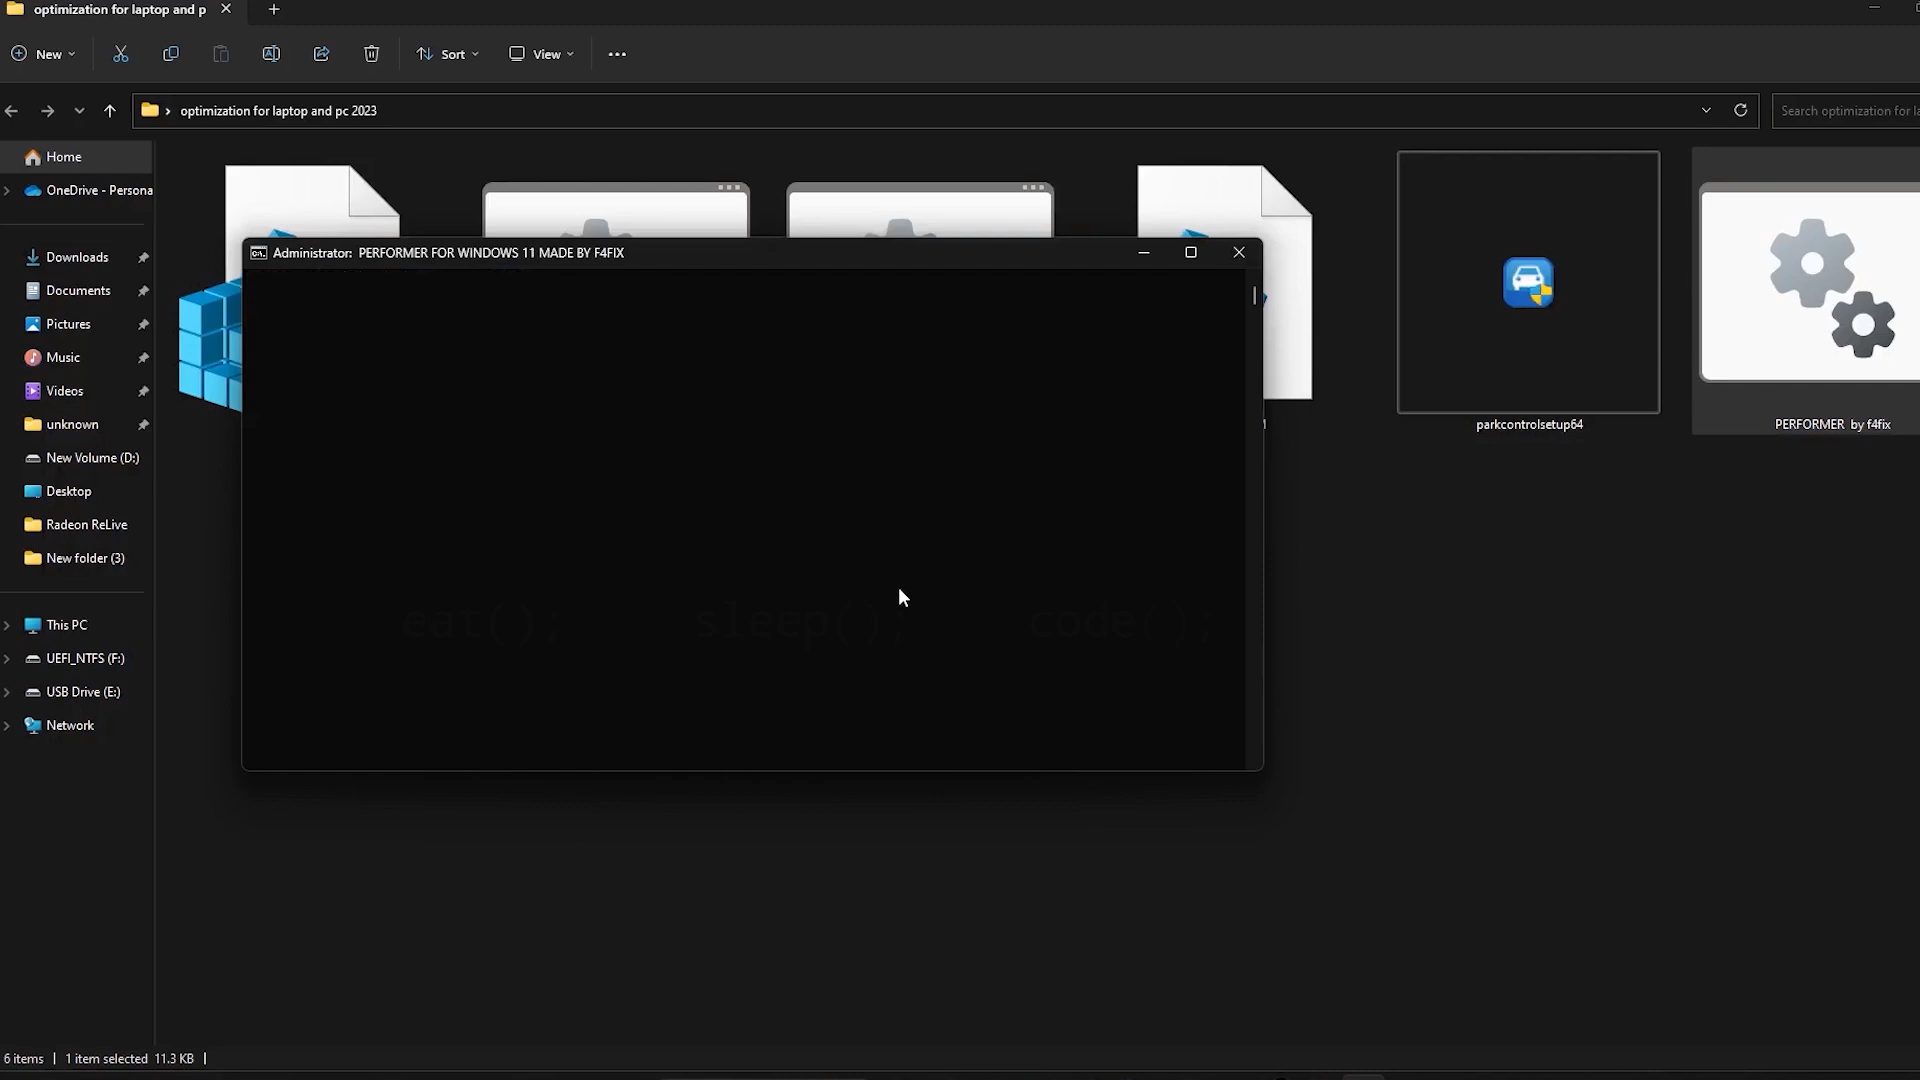 optimization for laptop and p
New
Sort
View
optimization for laptop and pc 2023
Search optimization for la
Home
OneDrive - Persona
Downloads
Documents
Pictures
Music
Videos
unknown
New Volume (D:)
Desktop
Radeon ReLive
New folder (3)
This PC
UEFI_NTFS (F:)
USB Drive (E:)
Network
Administrator: PERFORMER FOR WINDOWS 11 MADE BY F4FIX
eat(); sleep(); code();
parkcontrolsetup64
PERFORMER by f4fix
6 items 1 item selected 11.3 KB